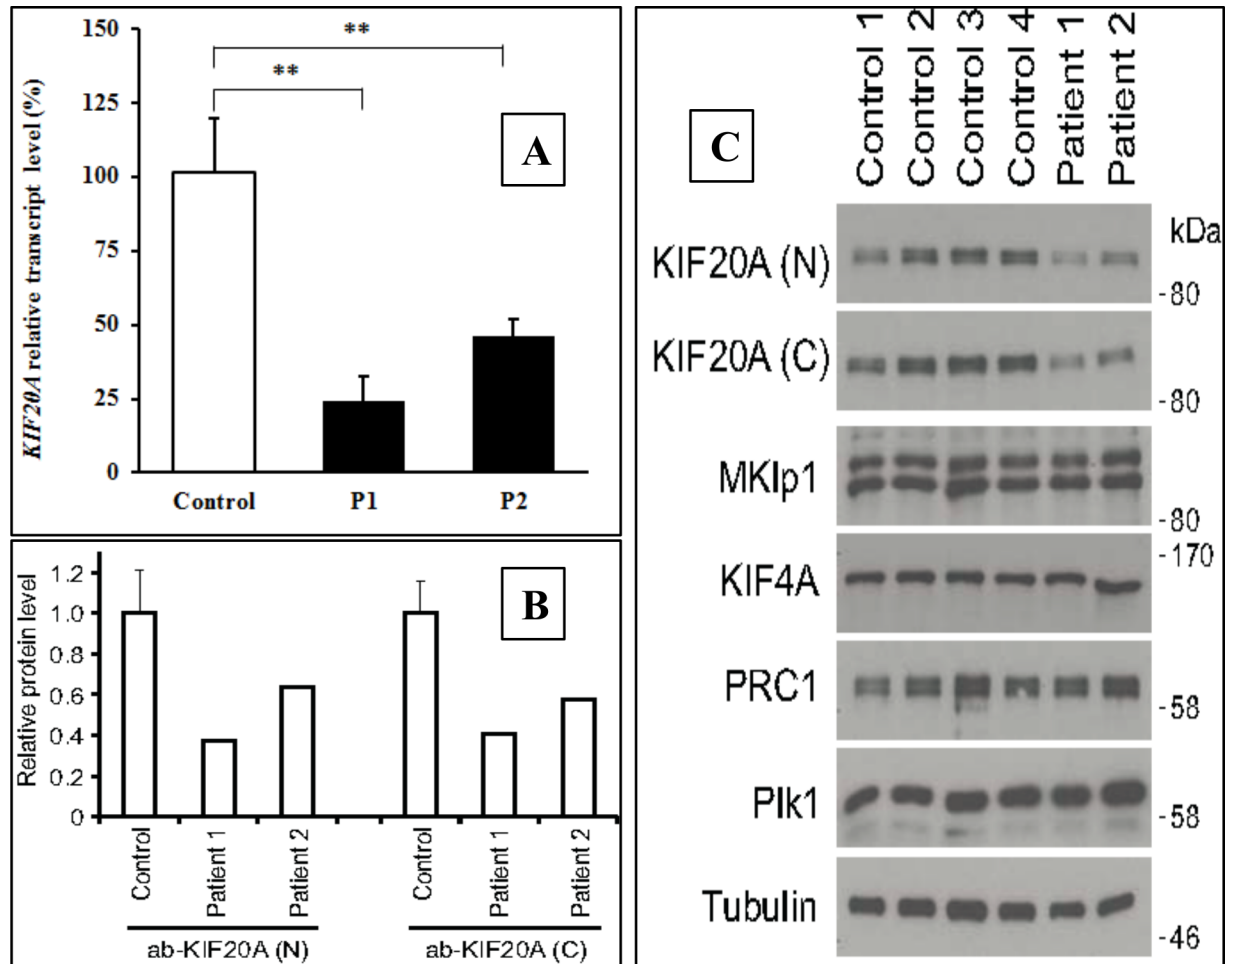 150
125
100
75
50
25
0
KIF20A relative transcript level (%)
**
**
A
Control P1 P2
1.2
1.0
0.8
0.6
0.4
0.2
0
Relative protein level
B
Control Patient 1 Patient 2 Control Patient 1 Patient 2
ab-KIF20A (N) ab-KIF20A (C)
C
Control 1 Control 2 Control 3 Control 4 Patient 1 Patient 2
kDa
KIF20A (N)
-80
KIF20A (C)
-80
MKlp1
-80
-170
KIF4A
PRC1
-58
Plk1
-58
Tubulin
-46